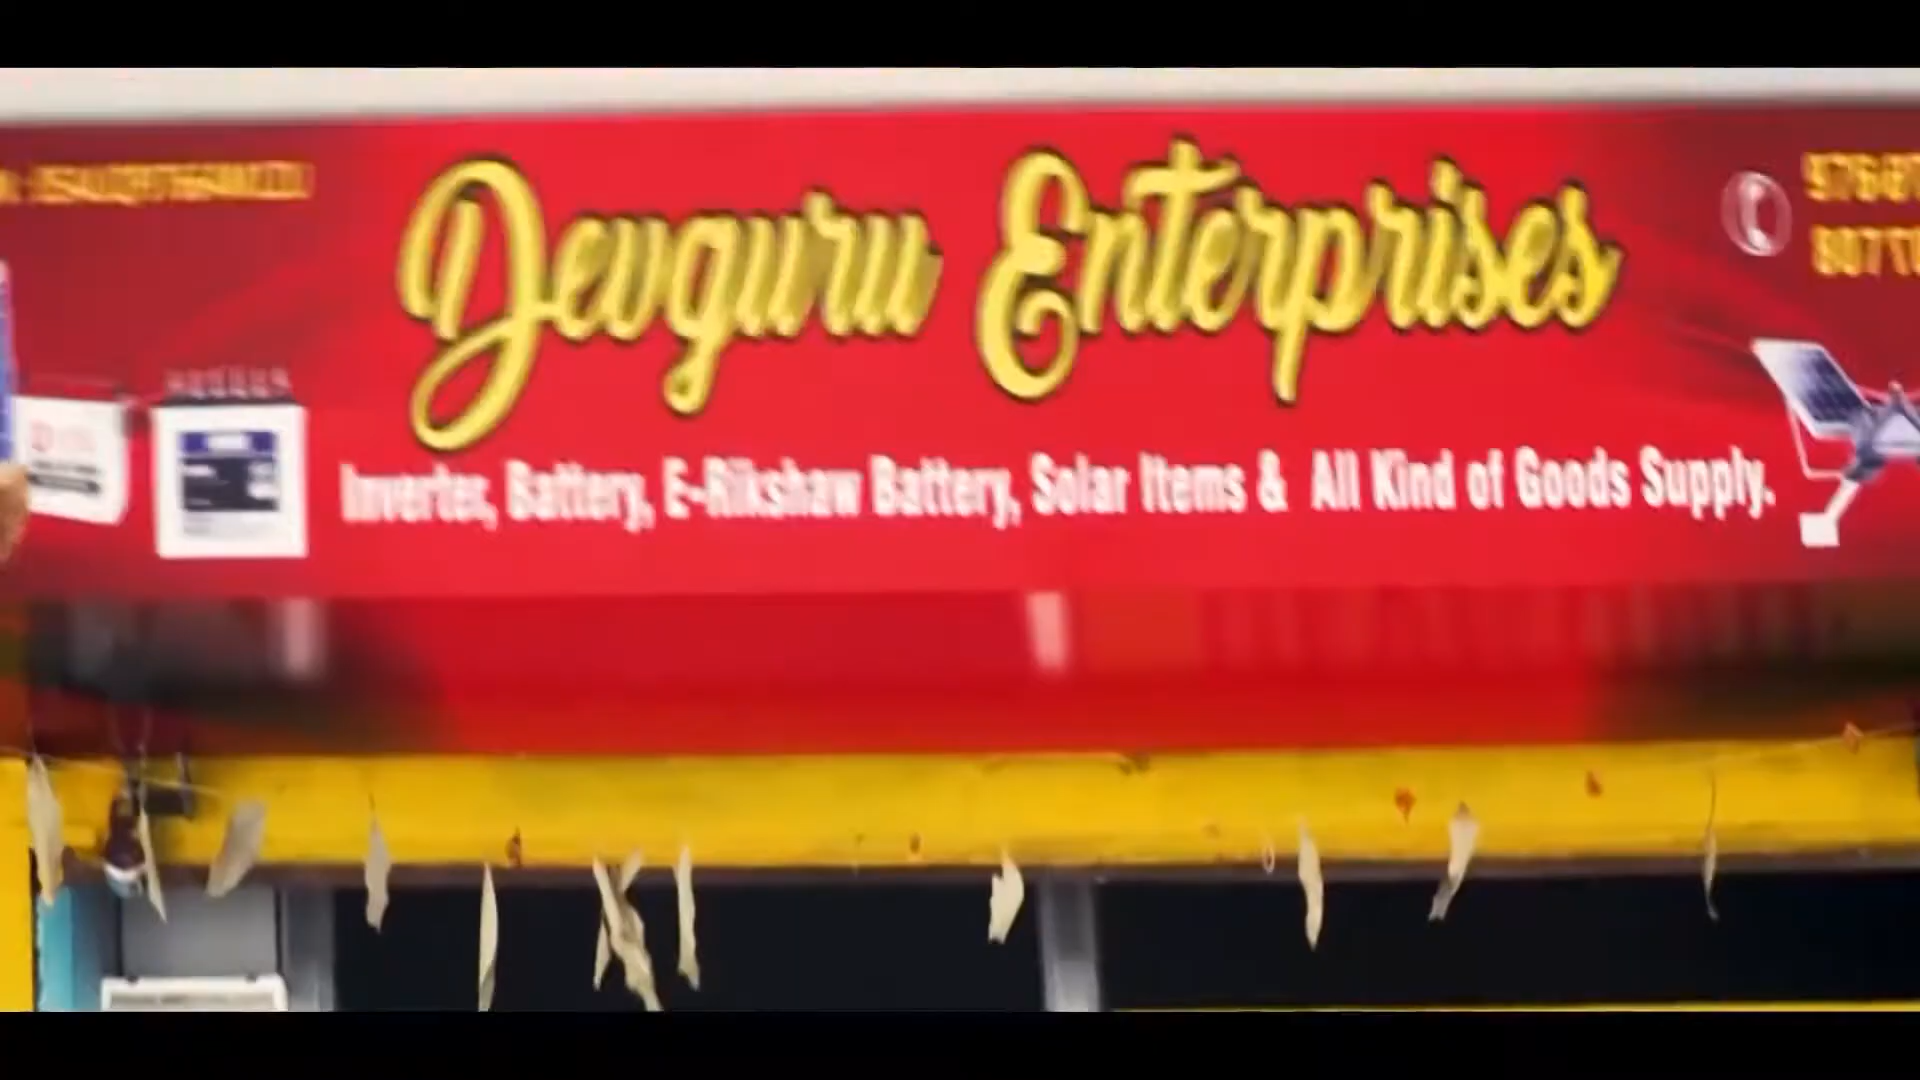 Devguru Enterprises
Inverter, Battery, E-Rikshaw Battery, Solar Items & All Kind of Goods Supply.